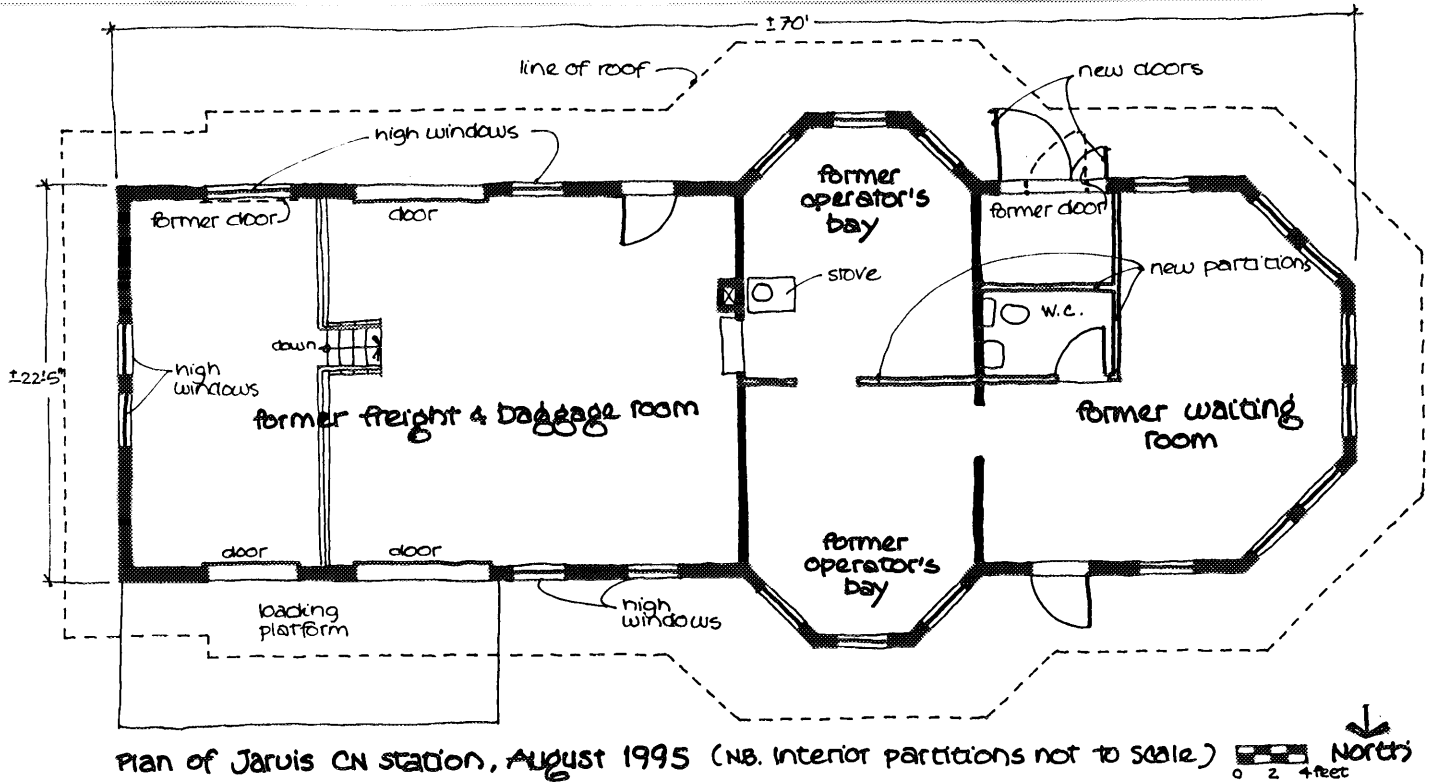 ±70'
line of roof
new doors
high windows
former door
door
former
operator's
bay
former door
stove
new partitions
W.C.
down
±22'5"
high
windows
former freight & baggage room
former waiting
room
door
door
former
operator's
bay
loading
platform
high
windows
Plan of Jarvis CN station, August 1995 (NB. Interior partitions not to scale)
0 2 4 feet
North